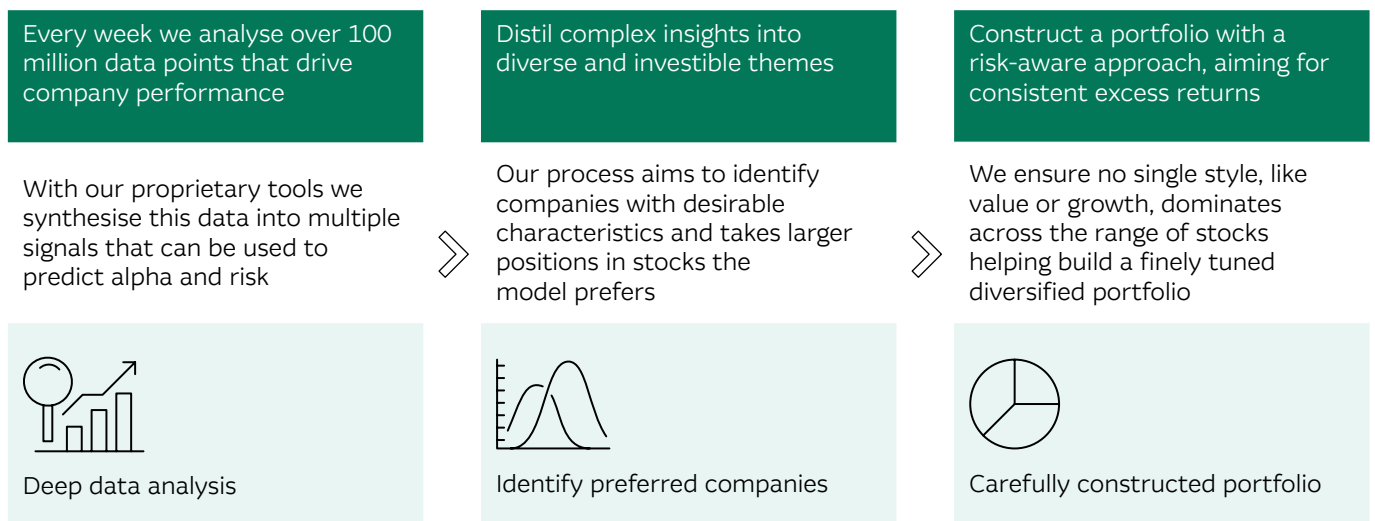 Every week we analyse over 100
million data points that drive
company performance
With our proprietary tools we
synthesise this data into multiple
signals that can be used to
predict alpha and risk
Deep data analysis
Distil complex insights into
diverse and investible themes
Our process aims to identify
companies with desirable
characteristics and takes larger
positions in stocks the
model prefers
Identify preferred companies
Construct a portfolio with a
risk-aware approach, aiming for
consistent excess returns
We ensure no single style, like
value or growth, dominates
across the range of stocks
helping build a finely tuned
diversified portfolio
Carefully constructed portfolio